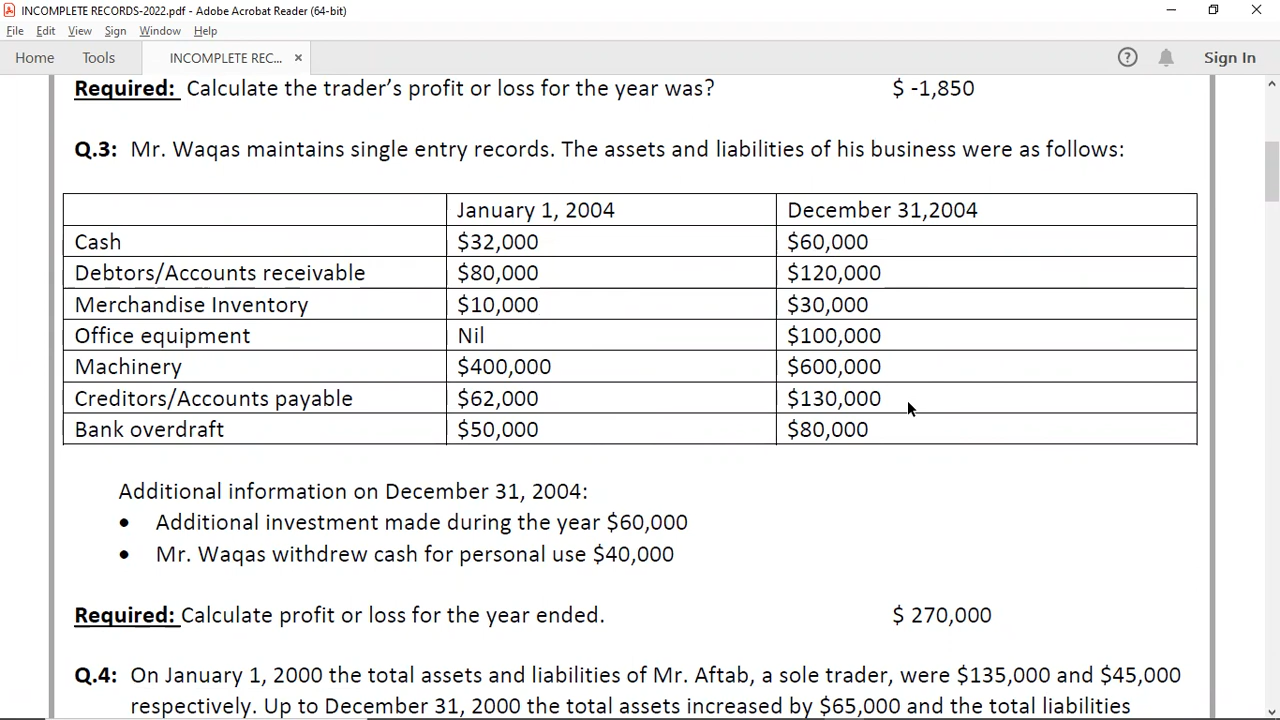 INCOMPLETE RECORDS-2022.pdf - Adobe Acrobat Reader (64-bit)
File Edit View Sign Window Help
Home Tools INCOMPLETE REC... × Sign In
Required: Calculate the trader’s profit or loss for the year was? $ -1,850
Q.3: Mr. Waqas maintains single entry records. The assets and liabilities of his business were as follows:
January 1, 2004 December 31,2004
Cash $32,000 $60,000
Debtors/Accounts receivable $80,000 $120,000
Merchandise Inventory $10,000 $30,000
Office equipment Nil $100,000
Machinery $400,000 $600,000
Creditors/Accounts payable $62,000 $130,000
Bank overdraft $50,000 $80,000
Additional information on December 31, 2004:
• Additional investment made during the year $60,000
• Mr. Waqas withdrew cash for personal use $40,000
Required: Calculate profit or loss for the year ended. $ 270,000
Q.4: On January 1, 2000 the total assets and liabilities of Mr. Aftab, a sole trader, were $135,000 and $45,000
respectively. Up to December 31, 2000 the total assets increased by $65,000 and the total liabilities